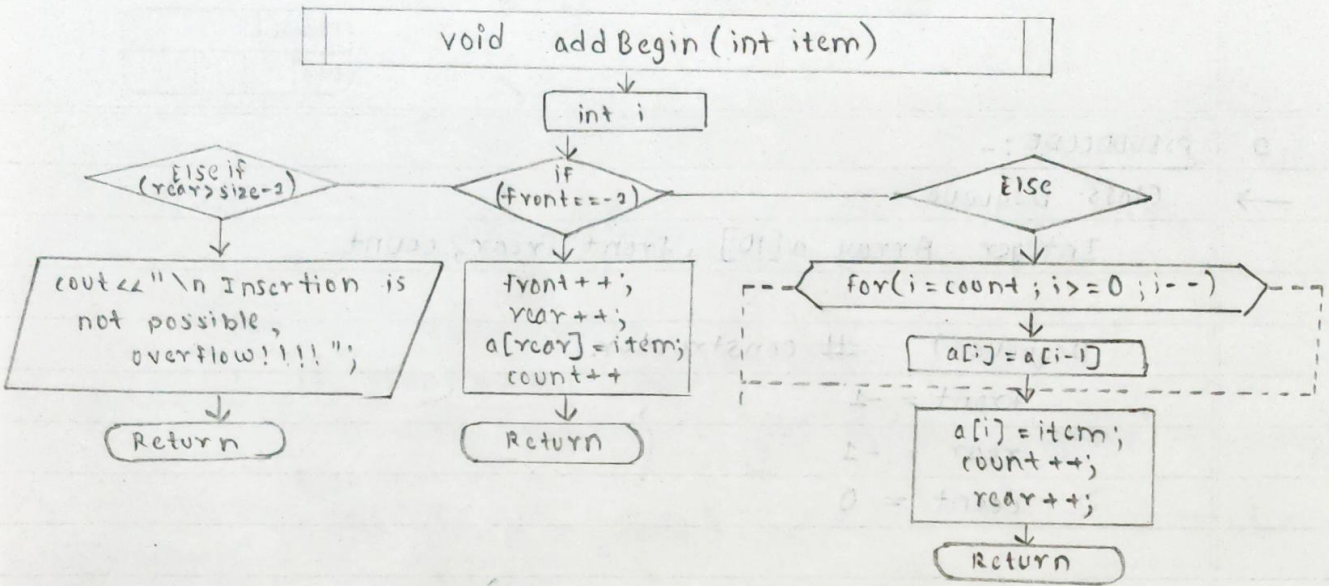 void addBegin(int item)
int i
Else if
(rear>size-1)
if
(front==-1)
Else
cout<<"\n Insertion is
not possible,
overflow!!!!";
Return
front++;
rear++;
a[rear]=item;
count++
Return
for(i=count; i>=0; i--)
a[i]=a[i-1]
a[i]=item;
count++;
rear++;
Return